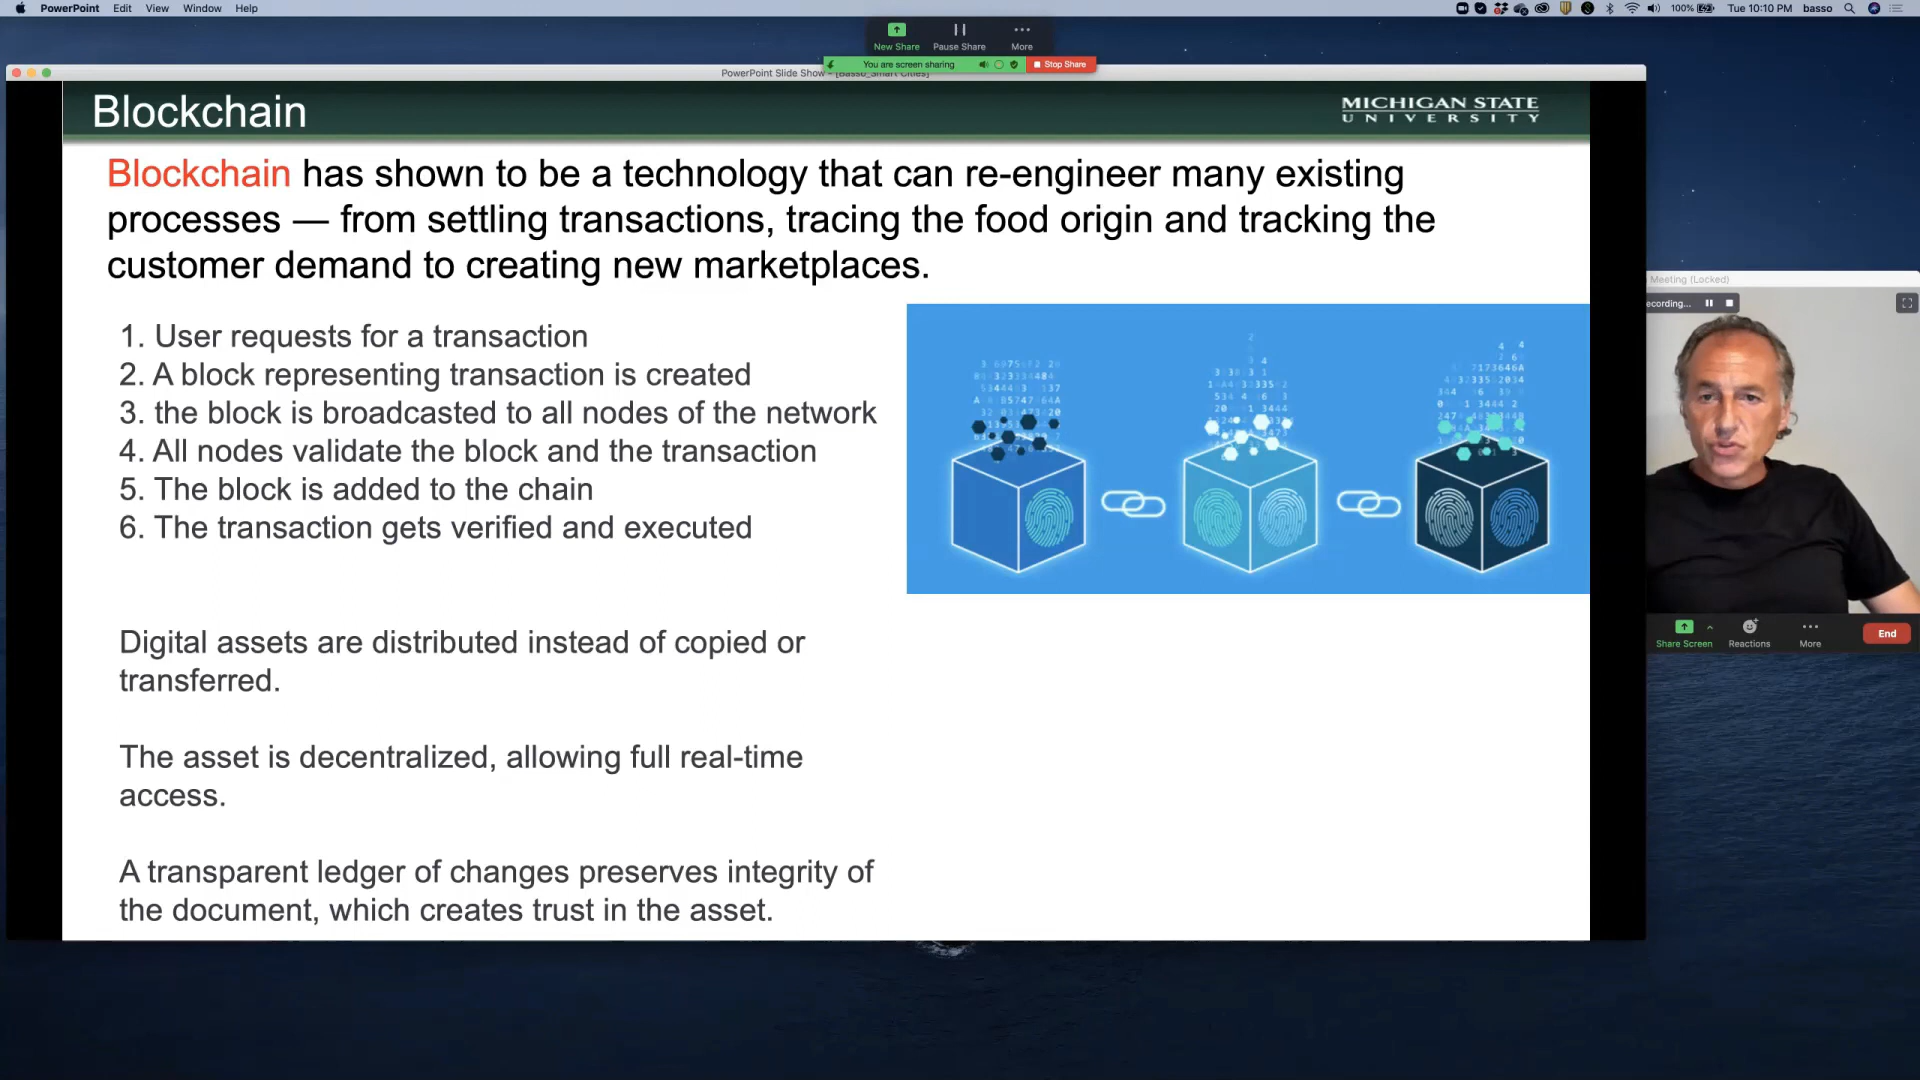 PowerPoint Edit View Window Help
100% Tue 10:10 PM basso
New Share Pause Share More
You are screen sharing Stop Share
PowerPoint Slide Show - [Basso_Smart Cities]
Blockchain
MICHIGAN STATE
UNIVERSITY
Blockchain has shown to be a technology that can re-engineer many existing
processes — from settling transactions, tracing the food origin and tracking the
customer demand to creating new marketplaces.
1. User requests for a transaction
2. A block representing transaction is created
3. the block is broadcasted to all nodes of the network
4. All nodes validate the block and the transaction
5. The block is added to the chain
6. The transaction gets verified and executed
Digital assets are distributed instead of copied or
transferred.
The asset is decentralized, allowing full real-time
access.
A transparent ledger of changes preserves integrity of
the document, which creates trust in the asset.
Meeting (Locked)
ecording...
Share Screen Reactions More End